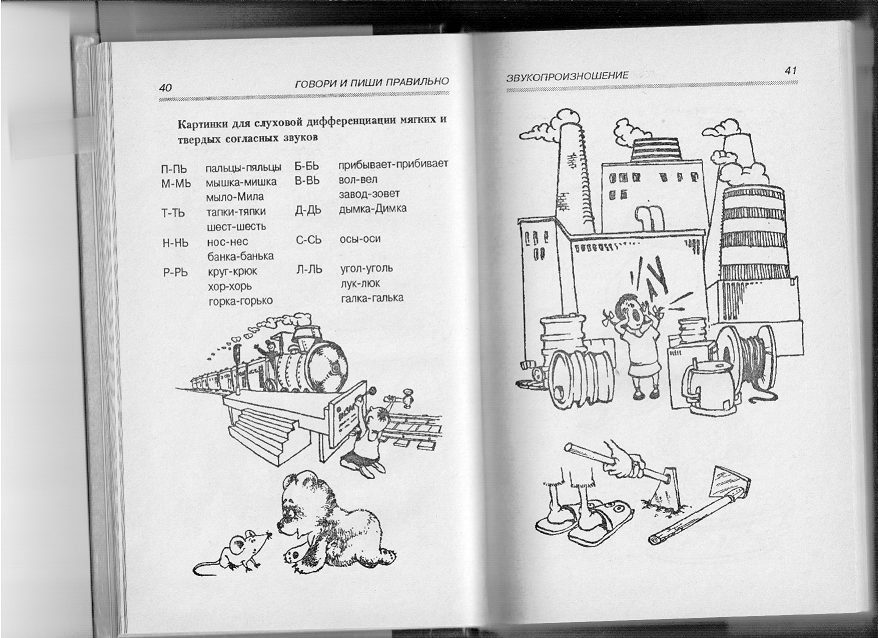 40 ГОВОРИ И ПИШИ ПРАВИЛЬНО
Картинки для слуховой дифференциации мягких и
твердых согласных звуков
П-ПЬ пальцы-пяльцы Б-БЬ прибывает-прибивает
М-МЬ мышка-мишка В-ВЬ вол-вел
мыло-Мила завод-зовет
Т-ТЬ тапки-тяпки Д-ДЬ дымка-Димка
шест-шесть
Н-НЬ нос-нес С-СЬ осы-оси
банка-банька
Р-РЬ круг-крюк Л-ЛЬ угол-уголь
хор-хорь лук-люк
горка-горько галка-галька
ЗВУКОПРОИЗНОШЕНИЕ 41
АУ